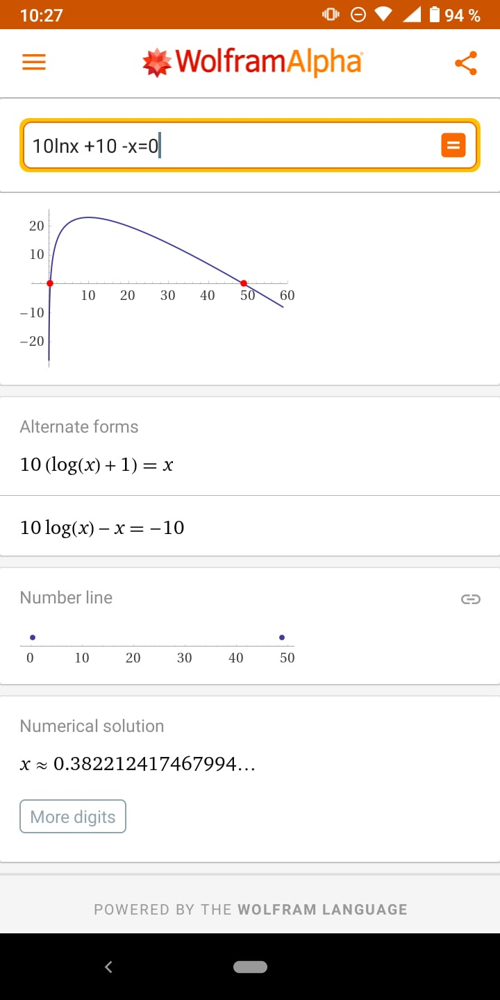 10:27 94 %
WolframAlpha
10lnx +10 -x=0
=
20
10
10 20 30 40 50 60
−10
−20
Alternate forms
10 (log(x) + 1) = x
10 log(x) − x = −10
Number line
0 10 20 30 40 50
Numerical solution
x ≈ 0.382212417467994...
More digits
POWERED BY THE WOLFRAM LANGUAGE